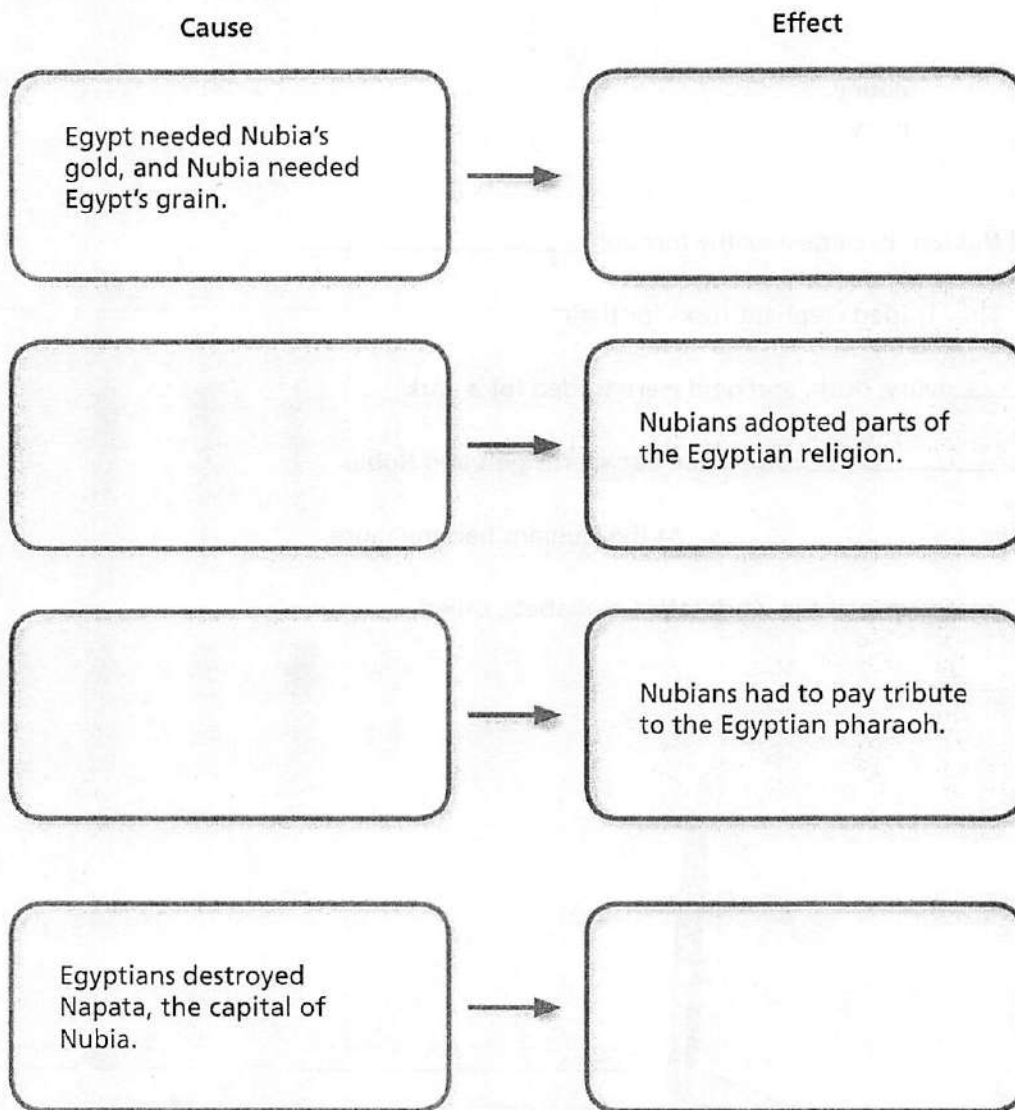 Cause
Effect
Egypt needed Nubia's
gold, and Nubia needed
Egypt's grain.
Nubians adopted parts of
the Egyptian religion.
Nubians had to pay tribute
to the Egyptian pharaoh.
Egyptians destroyed
Napata, the capital of
Nubia.